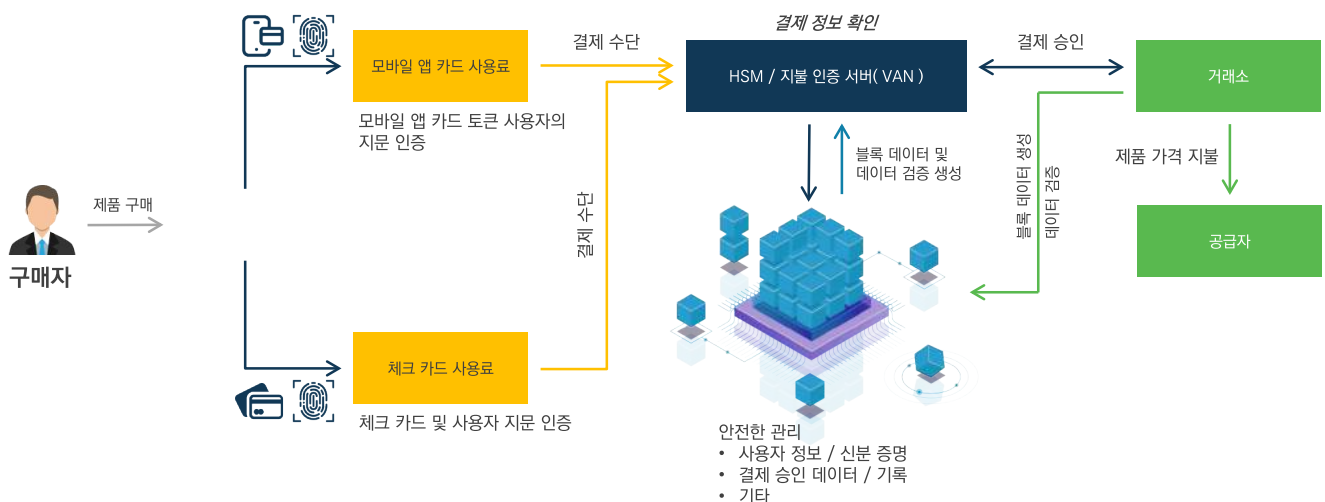 결제 정보 확인
모바일 앱 카드 사용료
결제 수단
HSM / 지불 인증 서버( VAN )
결제 승인
거래소
모바일 앱 카드 토큰 사용자의
지문 인증
블록 데이터 및
데이터 검증 생성
블록 데이터 생성
데이터 검증
제품 가격 지불
제품 구매
구매자
결제 수단
공급자
체크 카드 사용료
체크 카드 및 사용자 지문 인증
안전한 관리
• 사용자 정보 / 신분 증명
• 결제 승인 데이터 / 기록
• 기타